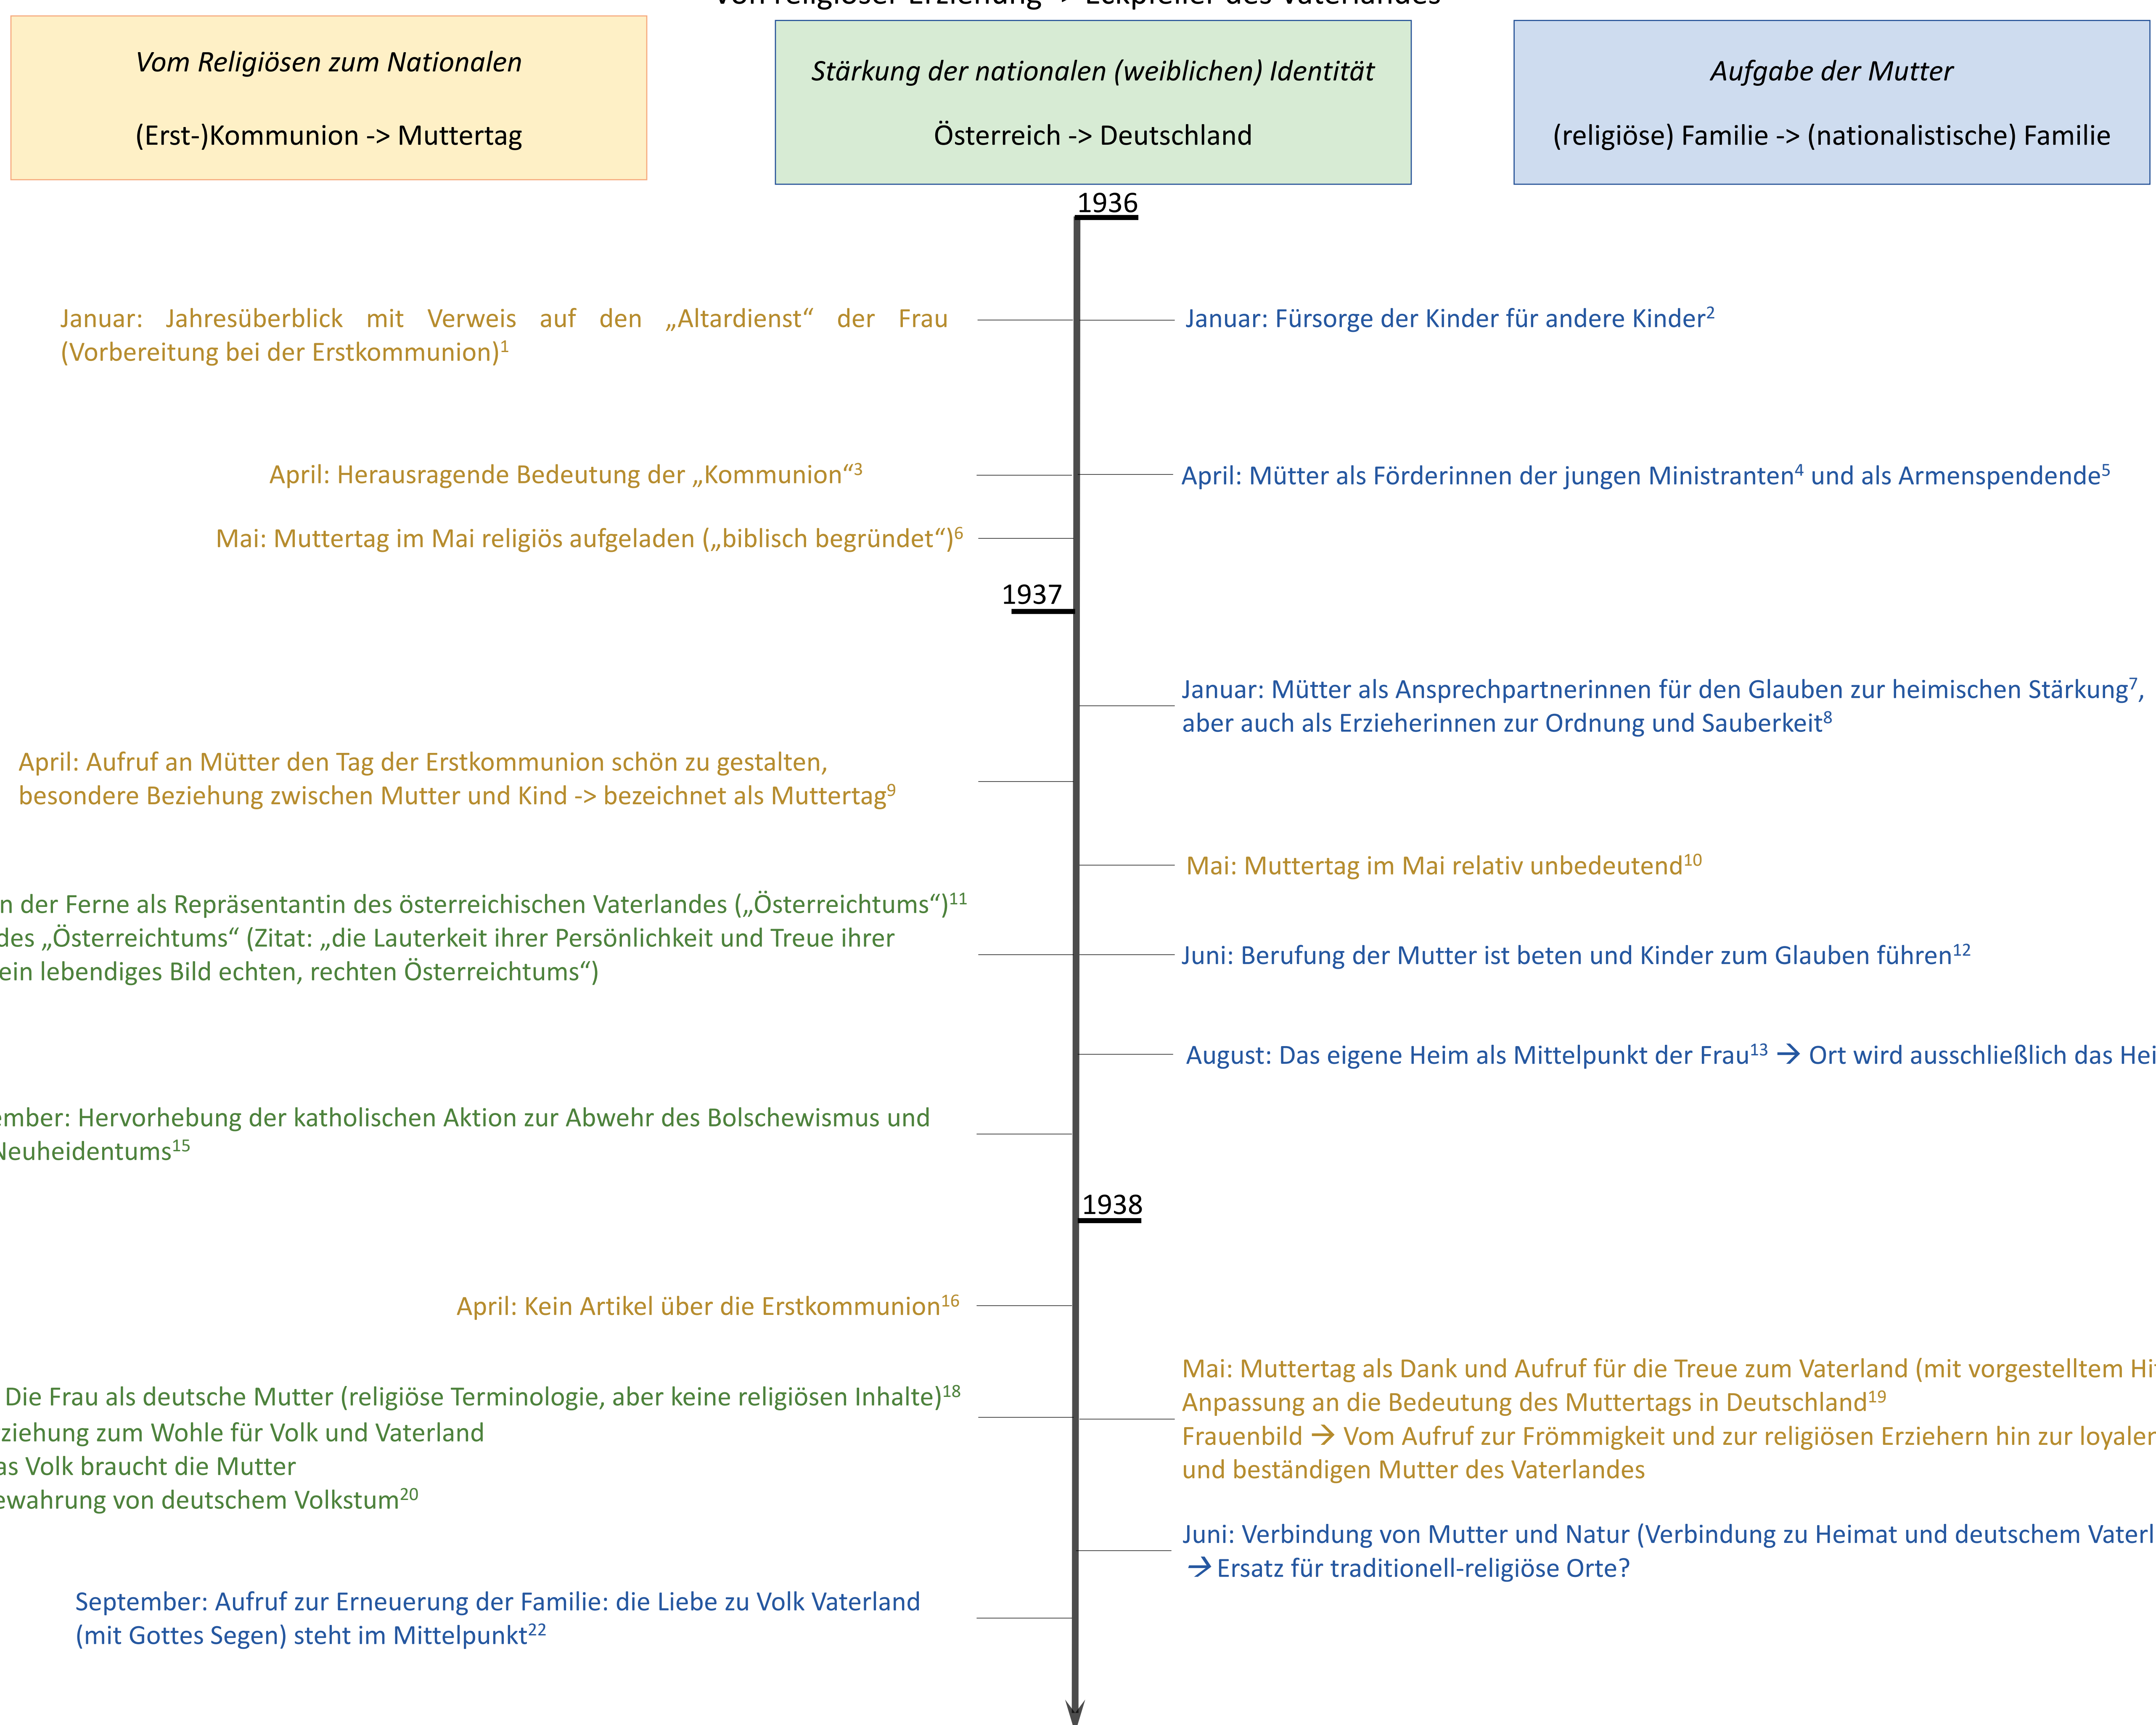 Von religiöser Erziehung -> Eckpfeiler des Vaterlandes
Vom Religiösen zum Nationalen
(Erst-)Kommunion -> Muttertag
Stärkung der nationalen (weiblichen) Identität
Österreich -> Deutschland
Aufgabe der Mutter
(religiöse) Familie -> (nationalistische) Familie
1936
Januar: Jahresüberblick mit Verweis auf den „Altardienst“ der Frau
(Vorbereitung bei der Erstkommunion)¹
Januar: Fürsorge der Kinder für andere Kinder²
April: Herausragende Bedeutung der „Kommunion“³
April: Mütter als Förderinnen der jungen Ministranten⁴ und als Armenspendende⁵
Mai: Muttertag im Mai religiös aufgeladen („biblisch begründet“)⁶
1937
Januar: Mütter als Ansprechpartnerinnen für den Glauben zur heimischen Stärkung⁷,
aber auch als Erzieherinnen zur Ordnung und Sauberkeit⁸
April: Aufruf an Mütter den Tag der Erstkommunion schön zu gestalten,
besondere Beziehung zwischen Mutter und Kind -> bezeichnet als Muttertag⁹
Mai: Muttertag im Mai relativ unbedeutend¹⁰
n der Ferne als Repräsentantin des österreichischen Vaterlandes („Österreichtums“)¹¹
des „Österreichtums“ (Zitat: „die Lauterkeit ihrer Persönlichkeit und Treue ihrer
ein lebendiges Bild echten, rechten Österreichtums“)
Juni: Berufung der Mutter ist beten und Kinder zum Glauben führen¹²
August: Das eigene Heim als Mittelpunkt der Frau¹³ → Ort wird ausschließlich das Hei
ember: Hervorhebung der katholischen Aktion zur Abwehr des Bolschewismus und
Neuheidentums¹⁵
1938
April: Kein Artikel über die Erstkommunion¹⁶
Die Frau als deutsche Mutter (religiöse Terminologie, aber keine religiösen Inhalte)¹⁸
ziehung zum Wohle für Volk und Vaterland
as Volk braucht die Mutter
ewahrung von deutschem Volkstum²⁰
Mai: Muttertag als Dank und Aufruf für die Treue zum Vaterland (mit vorgestelltem Hi
Anpassung an die Bedeutung des Muttertags in Deutschland¹⁹
Frauenbild → Vom Aufruf zur Frömmigkeit und zur religiösen Erziehern hin zur loyalen
und beständigen Mutter des Vaterlandes
Juni: Verbindung von Mutter und Natur (Verbindung zu Heimat und deutschem Vaterl
→ Ersatz für traditionell-religiöse Orte?
September: Aufruf zur Erneuerung der Familie: die Liebe zu Volk Vaterland
(mit Gottes Segen) steht im Mittelpunkt²²